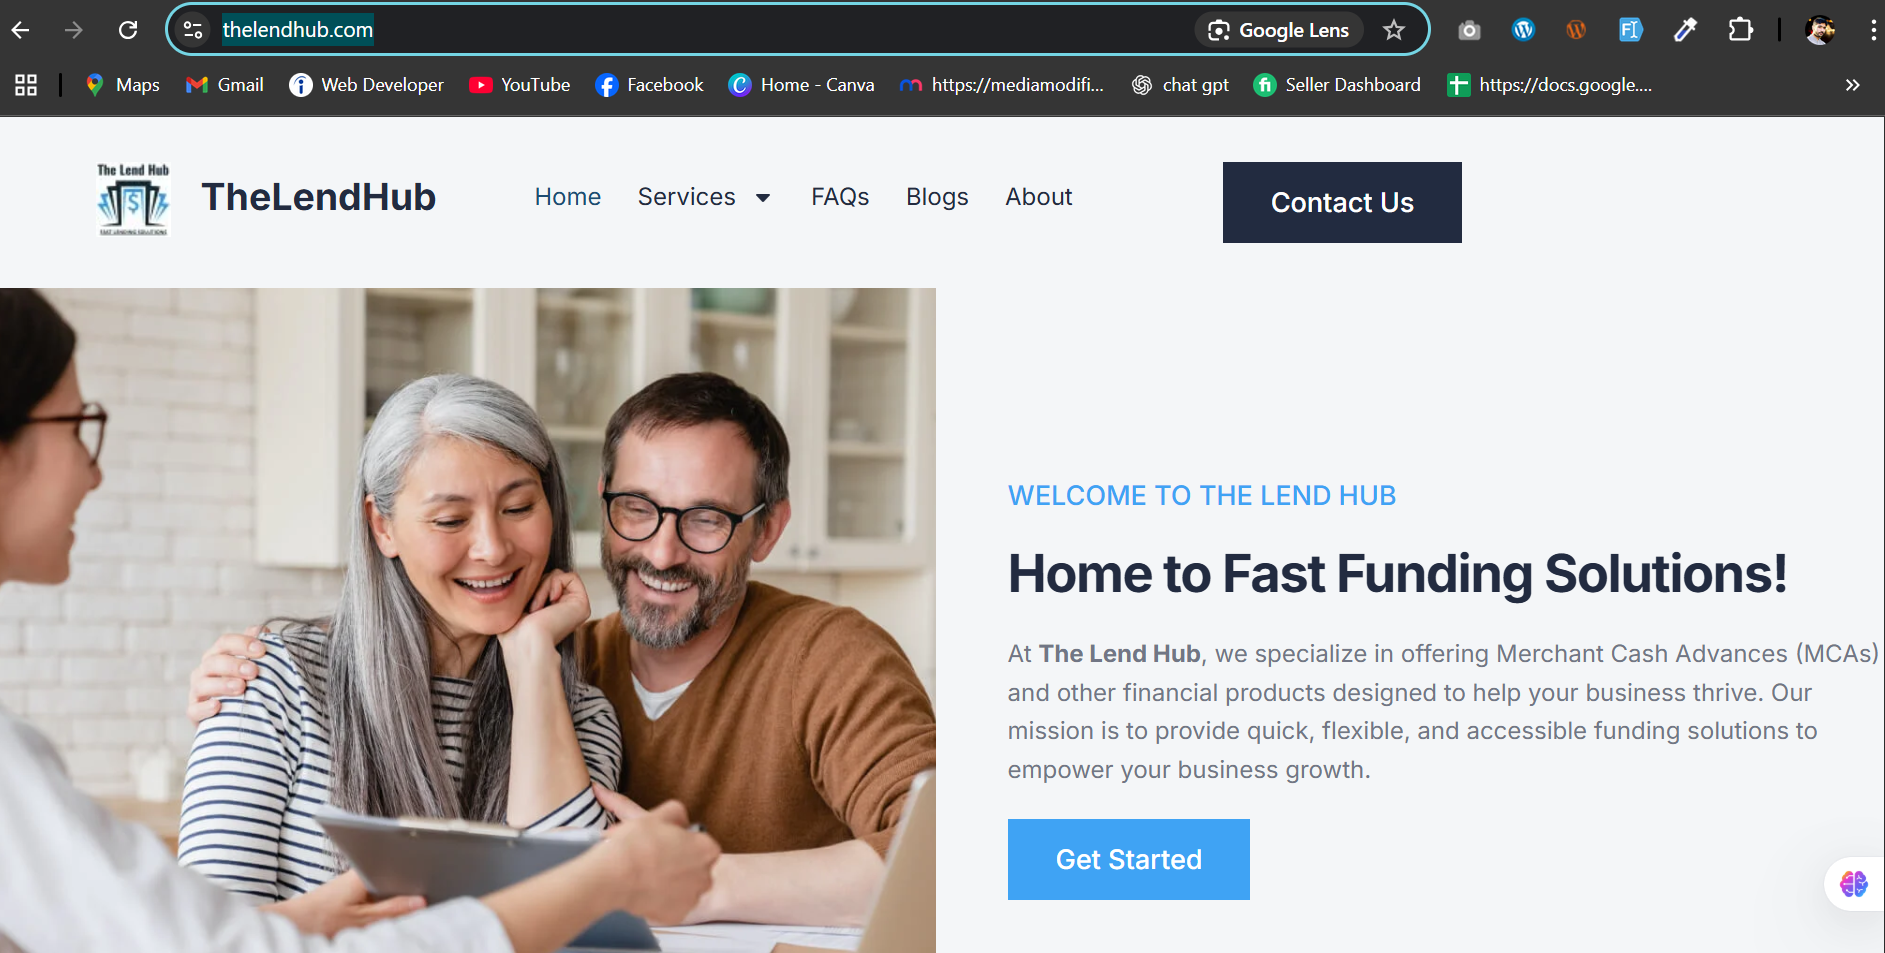 thelendhub.com
Google Lens
Maps
Gmail
Web Developer
YouTube
Facebook
Home - Canva
https://mediamodifi...
chat gpt
Seller Dashboard
https://docs.google....
The Lend Hub
FAST LENDING SOLUTIONS
TheLendHub
Home
Services
FAQs
Blogs
About
Contact Us
WELCOME TO THE LEND HUB
Home to Fast Funding Solutions!
At The Lend Hub, we specialize in offering Merchant Cash Advances (MCAs)
and other financial products designed to help your business thrive. Our
mission is to provide quick, flexible, and accessible funding solutions to
empower your business growth.
Get Started